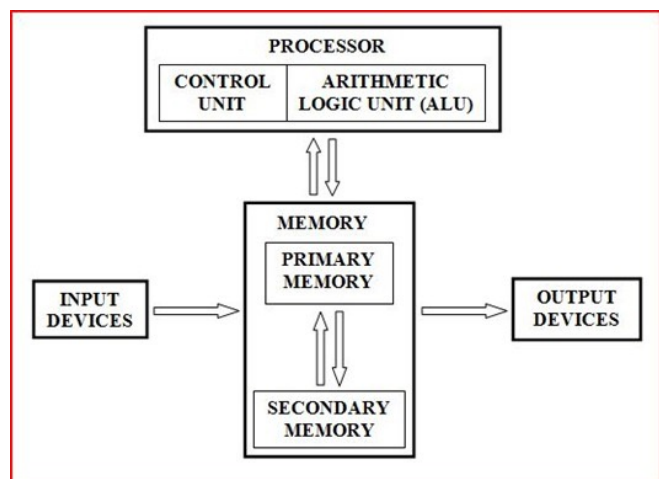 PROCESSOR
CONTROL
UNIT
ARITHMETIC
LOGIC UNIT (ALU)
MEMORY
PRIMARY
MEMORY
INPUT
DEVICES
OUTPUT
DEVICES
SECONDARY
MEMORY